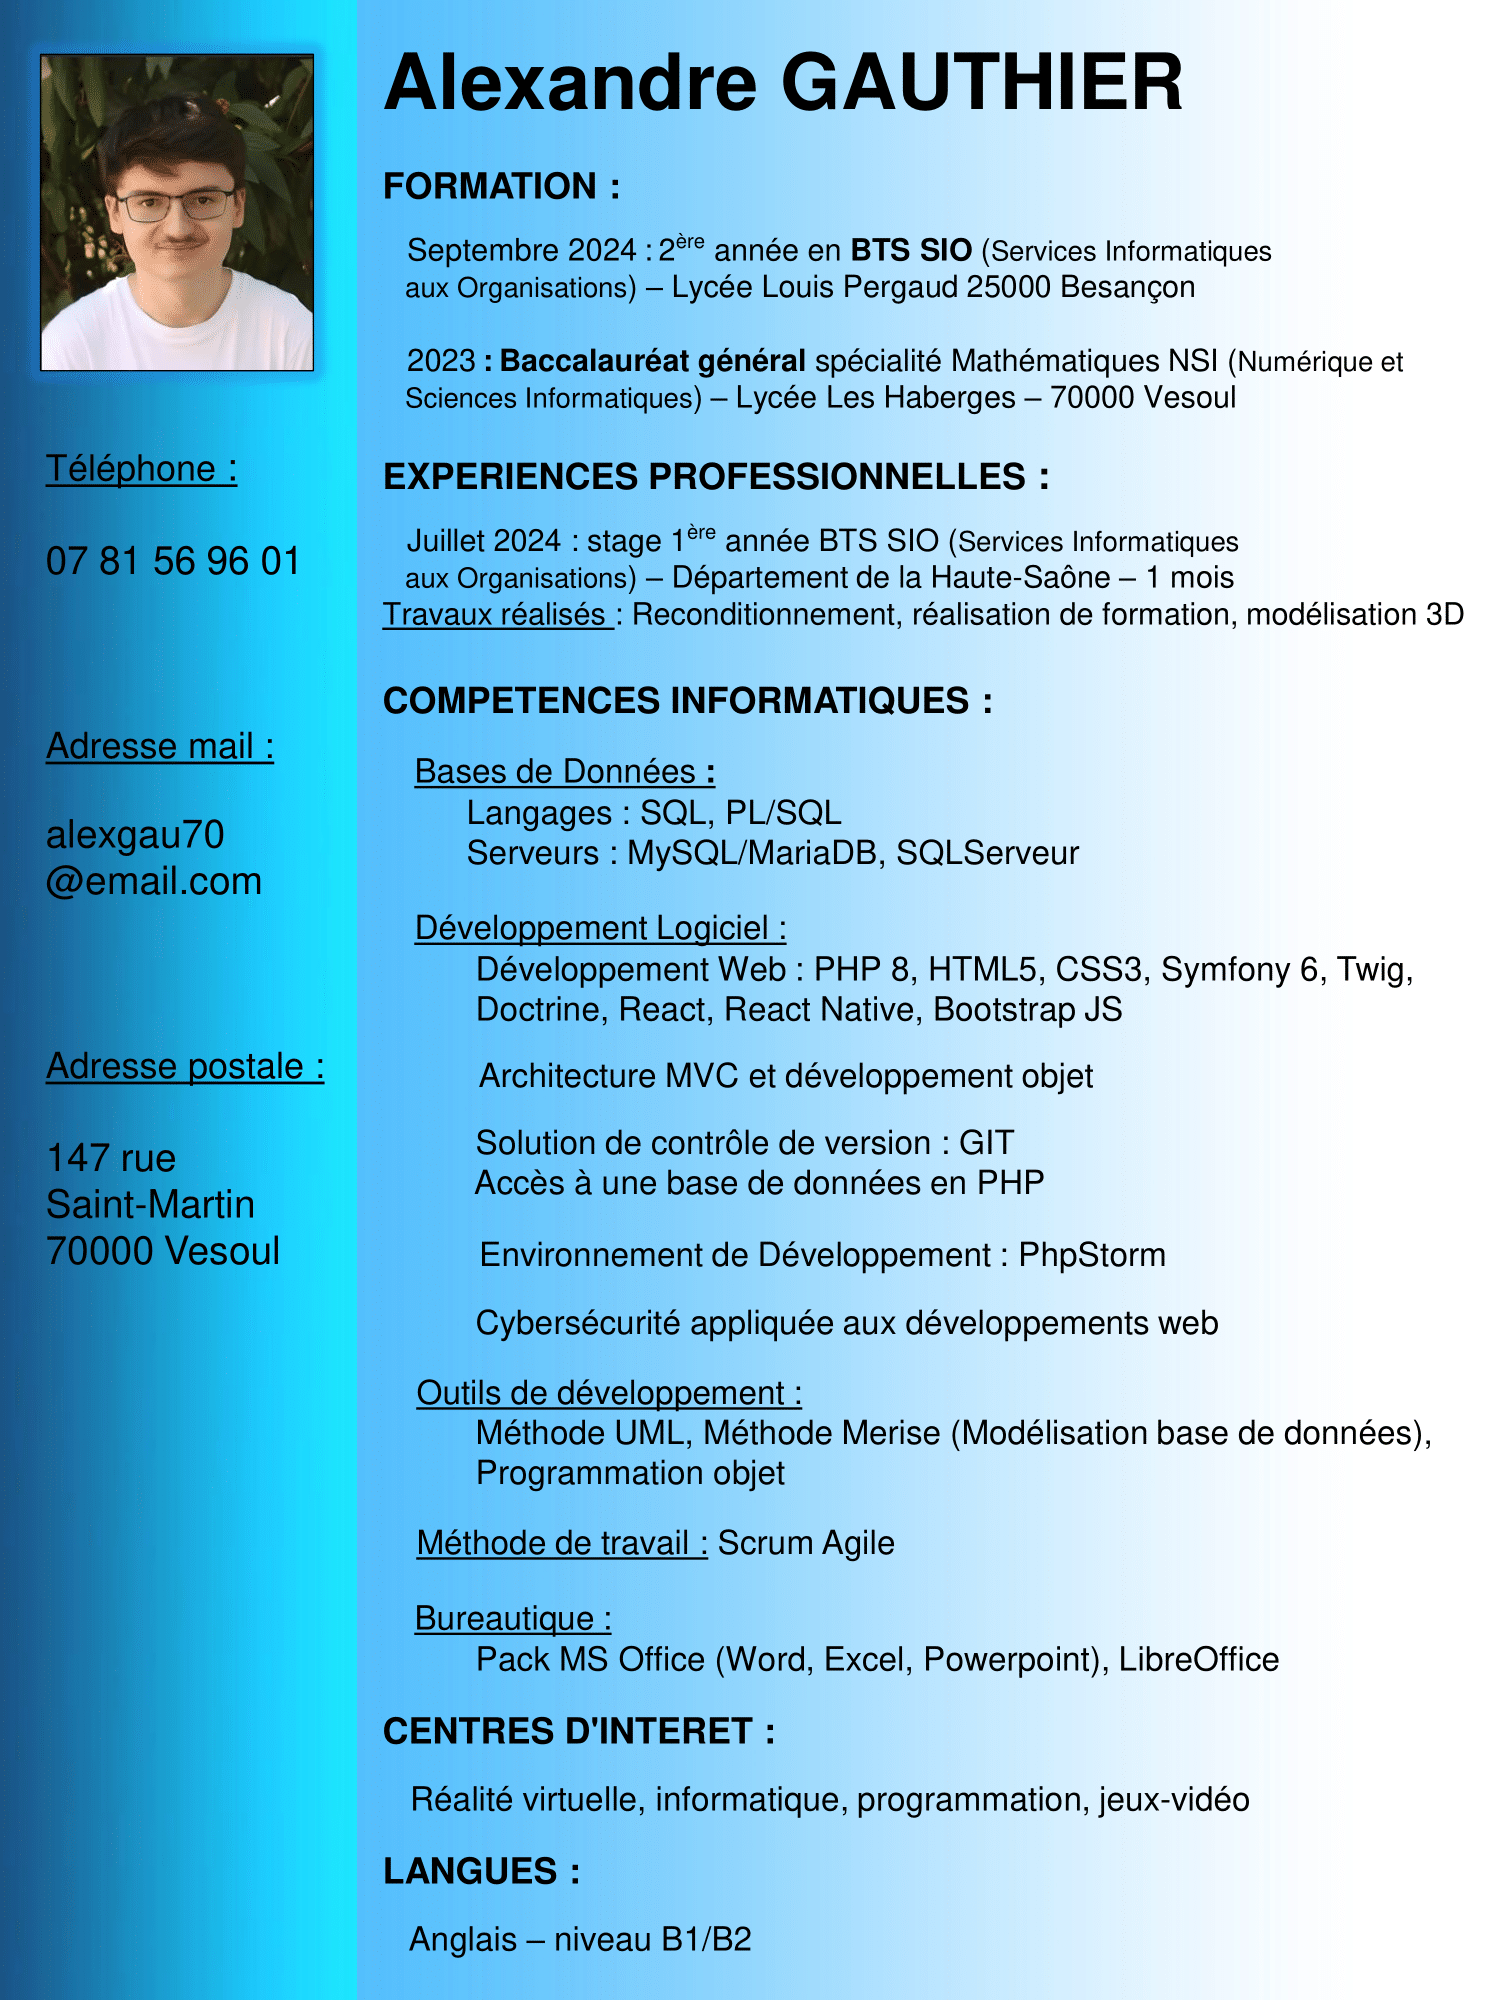 Alexandre GAUTHIER
FORMATION :
Septembre 2024 : 2ère année en BTS SIO (Services Informatiques
aux Organisations) – Lycée Louis Pergaud 25000 Besançon
2023 : Baccalauréat général spécialité Mathématiques NSI (Numérique et
Sciences Informatiques) – Lycée Les Haberges – 70000 Vesoul
EXPERIENCES PROFESSIONNELLES :
Juillet 2024 : stage 1ère année BTS SIO (Services Informatiques
aux Organisations) – Département de la Haute-Saône – 1 mois
Travaux réalisés : Reconditionnement, réalisation de formation, modélisation 3D
COMPETENCES INFORMATIQUES :
Bases de Données :
Langages : SQL, PL/SQL
Serveurs : MySQL/MariaDB, SQLServeur
Développement Logiciel :
Développement Web : PHP 8, HTML5, CSS3, Symfony 6, Twig,
Doctrine, React, React Native, Bootstrap JS
Architecture MVC et développement objet
Solution de contrôle de version : GIT
Accès à une base de données en PHP
Environnement de Développement : PhpStorm
Cybersécurité appliquée aux développements web
Outils de développement :
Méthode UML, Méthode Merise (Modélisation base de données),
Programmation objet
Méthode de travail : Scrum Agile
Bureautique :
Pack MS Office (Word, Excel, Powerpoint), LibreOffice
CENTRES D'INTERET :
Réalité virtuelle, informatique, programmation, jeux-vidéo
LANGUES :
Anglais – niveau B1/B2
Téléphone :
07 81 56 96 01
Adresse mail :
alexgau70
@email.com
Adresse postale :
147 rue
Saint-Martin
70000 Vesoul